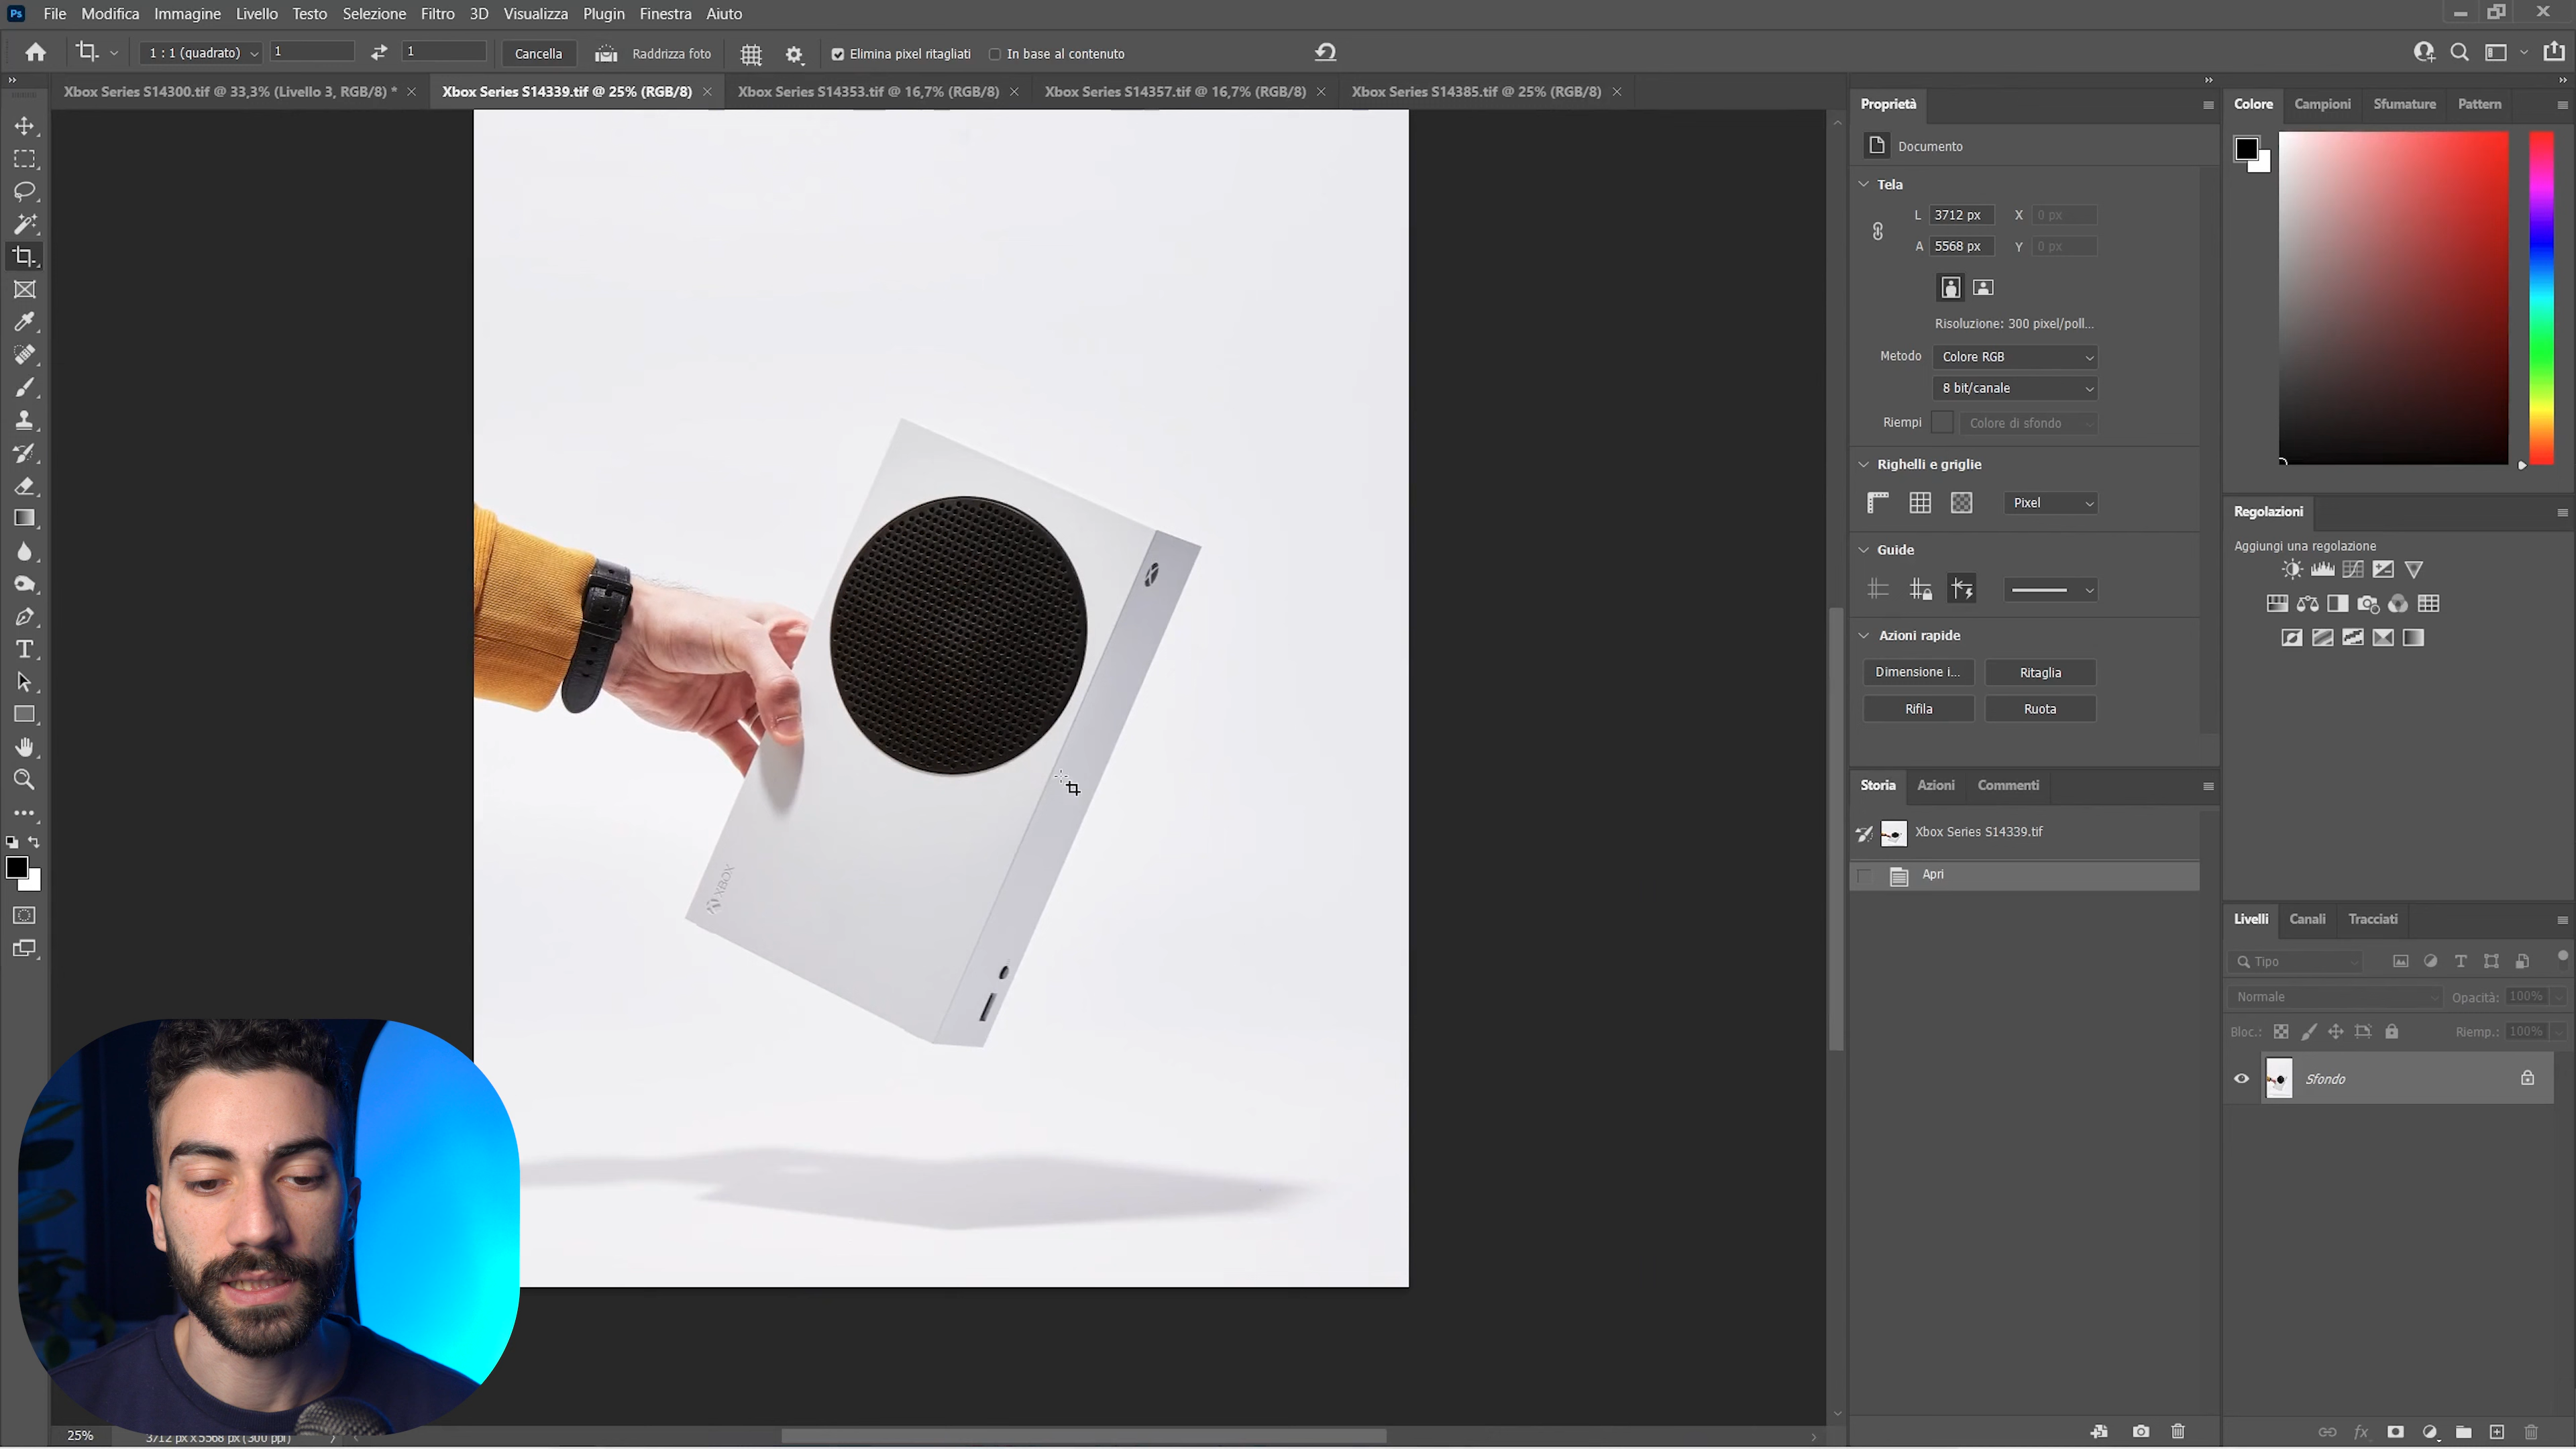 Ps File Modifica Immagine Livello Testo Selezione Filtro 3D Visualizza Plugin Finestra Aiuto
1 : 1 (quadrato) 1 1 Cancella Raddrizza foto Elimina pixel ritagliati In base al contenuto
Xbox Series S14300.tif @ 33,3% (Livello 3, RGB/8) * Xbox Series S14339.tif @ 25% (RGB/8) Xbox Series S14353.tif @ 16,7% (RGB/8) Xbox Series S14357.tif @ 16,7% (RGB/8) Xbox Series S14385.tif @ 25% (RGB/8)
Proprietà
Documento
Tela
L 3712 px X 0 px
A 5568 px Y 0 px
Risoluzione: 300 pixel/poll...
Metodo Colore RGB
8 bit/canale
Riempi Colore di sfondo
Righelli e griglie
Pixel
Guide
Azioni rapide
Dimensione i... Ritaglia
Rifila Ruota
Storia Azioni Commenti
Xbox Series S14339.tif
Apri
Colore Campioni Sfumature Pattern
Regolazioni
Aggiungi una regolazione
Livelli Canali Tracciati
Tipo
Normale Opacità: 100%
Bloc.: Riemp.: 100%
Sfondo
XBOX
25% 3712 px x 5568 px (300 ppi)